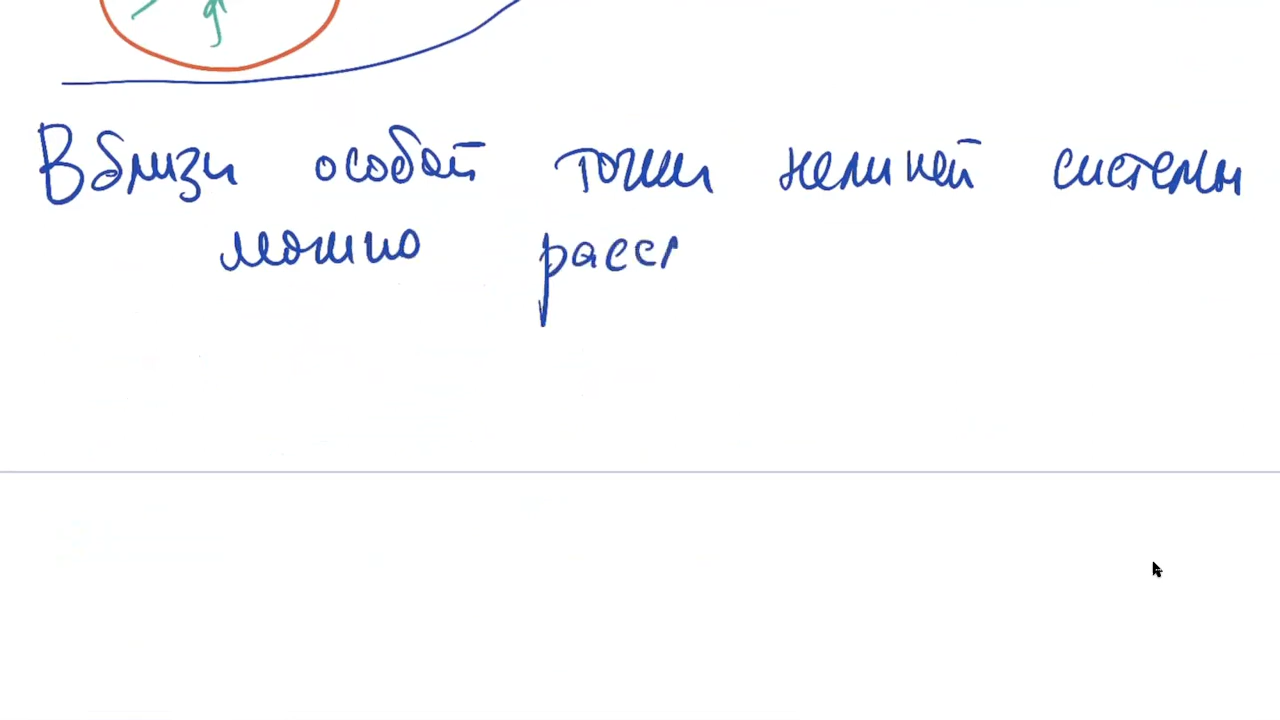 Вблизи особой точки нелиней системы
можно расс